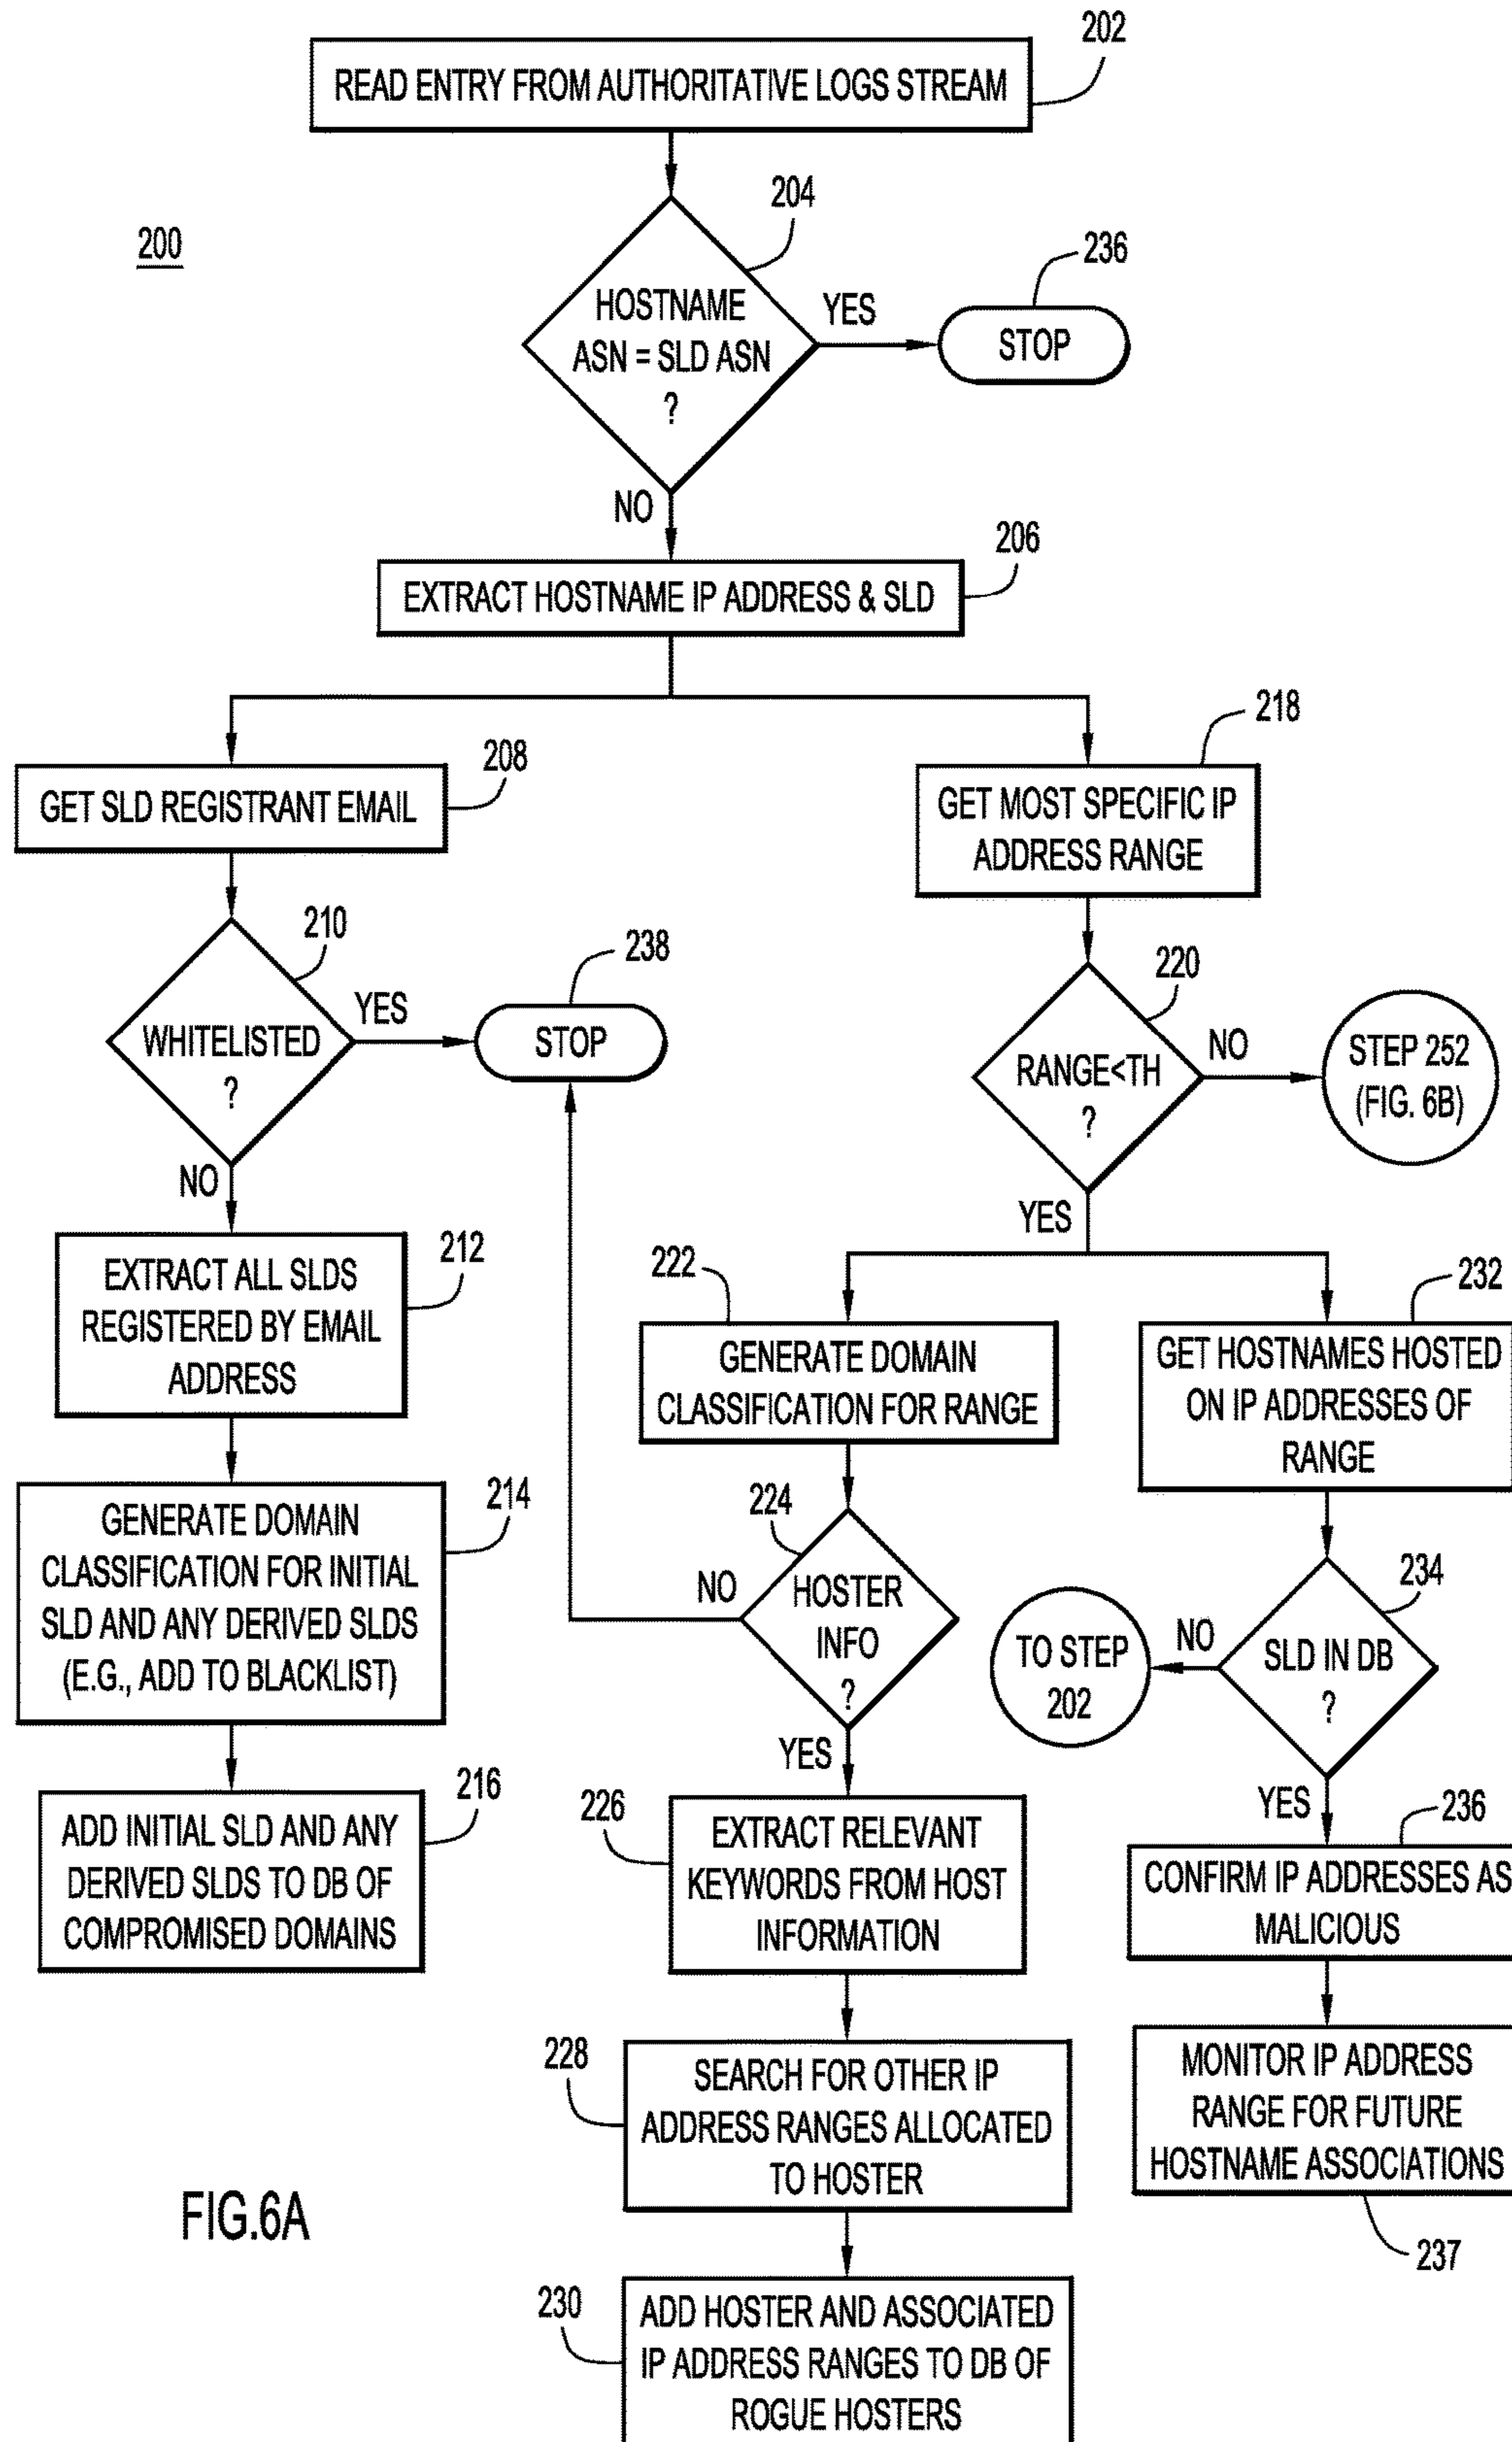 202
READ ENTRY FROM AUTHORITATIVE LOGS STREAM
200
204
HOSTNAME
ASN = SLD ASN
?
YES
236
STOP
NO
206
EXTRACT HOSTNAME IP ADDRESS & SLD
208
GET SLD REGISTRANT EMAIL
218
GET MOST SPECIFIC IP
ADDRESS RANGE
210
WHITELISTED
?
YES
238
STOP
NO
220
RANGE<TH
?
NO
STEP 252
(FIG. 6B)
YES
212
EXTRACT ALL SLDS
REGISTERED BY EMAIL
ADDRESS
222
GENERATE DOMAIN
CLASSIFICATION FOR RANGE
232
GET HOSTNAMES HOSTED
ON IP ADDRESSES OF
RANGE
214
GENERATE DOMAIN
CLASSIFICATION FOR INITIAL
SLD AND ANY DERIVED SLDS
(E.G., ADD TO BLACKLIST)
224
HOSTER
INFO
?
NO
YES
234
SLD IN DB
?
NO
TO STEP
202
YES
216
ADD INITIAL SLD AND ANY
DERIVED SLDS TO DB OF
COMPROMISED DOMAINS
226
EXTRACT RELEVANT
KEYWORDS FROM HOST
INFORMATION
236
CONFIRM IP ADDRESSES AS
MALICIOUS
228
SEARCH FOR OTHER IP
ADDRESS RANGES ALLOCATED
TO HOSTER
MONITOR IP ADDRESS
RANGE FOR FUTURE
HOSTNAME ASSOCIATIONS
237
230
ADD HOSTER AND ASSOCIATED
IP ADDRESS RANGES TO DB OF
ROGUE HOSTERS
FIG.6A